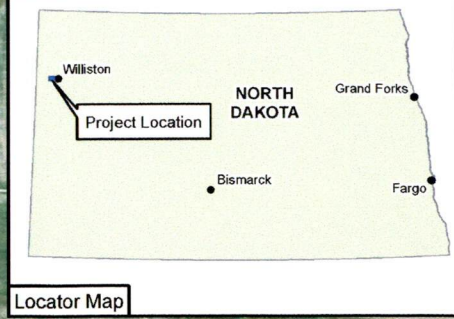 Williston
NORTH
DAKOTA
Grand Forks
Project Location
Bismarck
Fargo
Locator Map